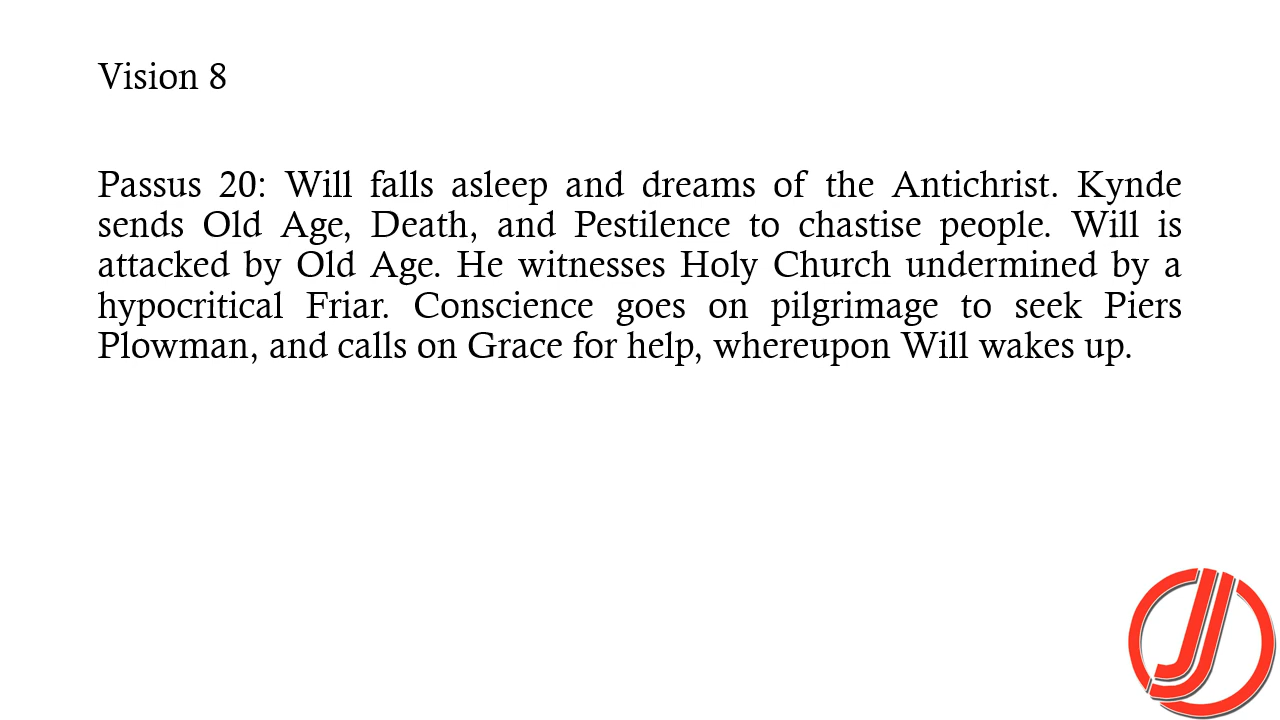 Vision 8
Passus 20: Will falls asleep and dreams of the Antichrist. Kynde
sends Old Age, Death, and Pestilence to chastise people. Will is
attacked by Old Age. He witnesses Holy Church undermined by a
hypocritical Friar. Conscience goes on pilgrimage to seek Piers
Plowman, and calls on Grace for help, whereupon Will wakes up.